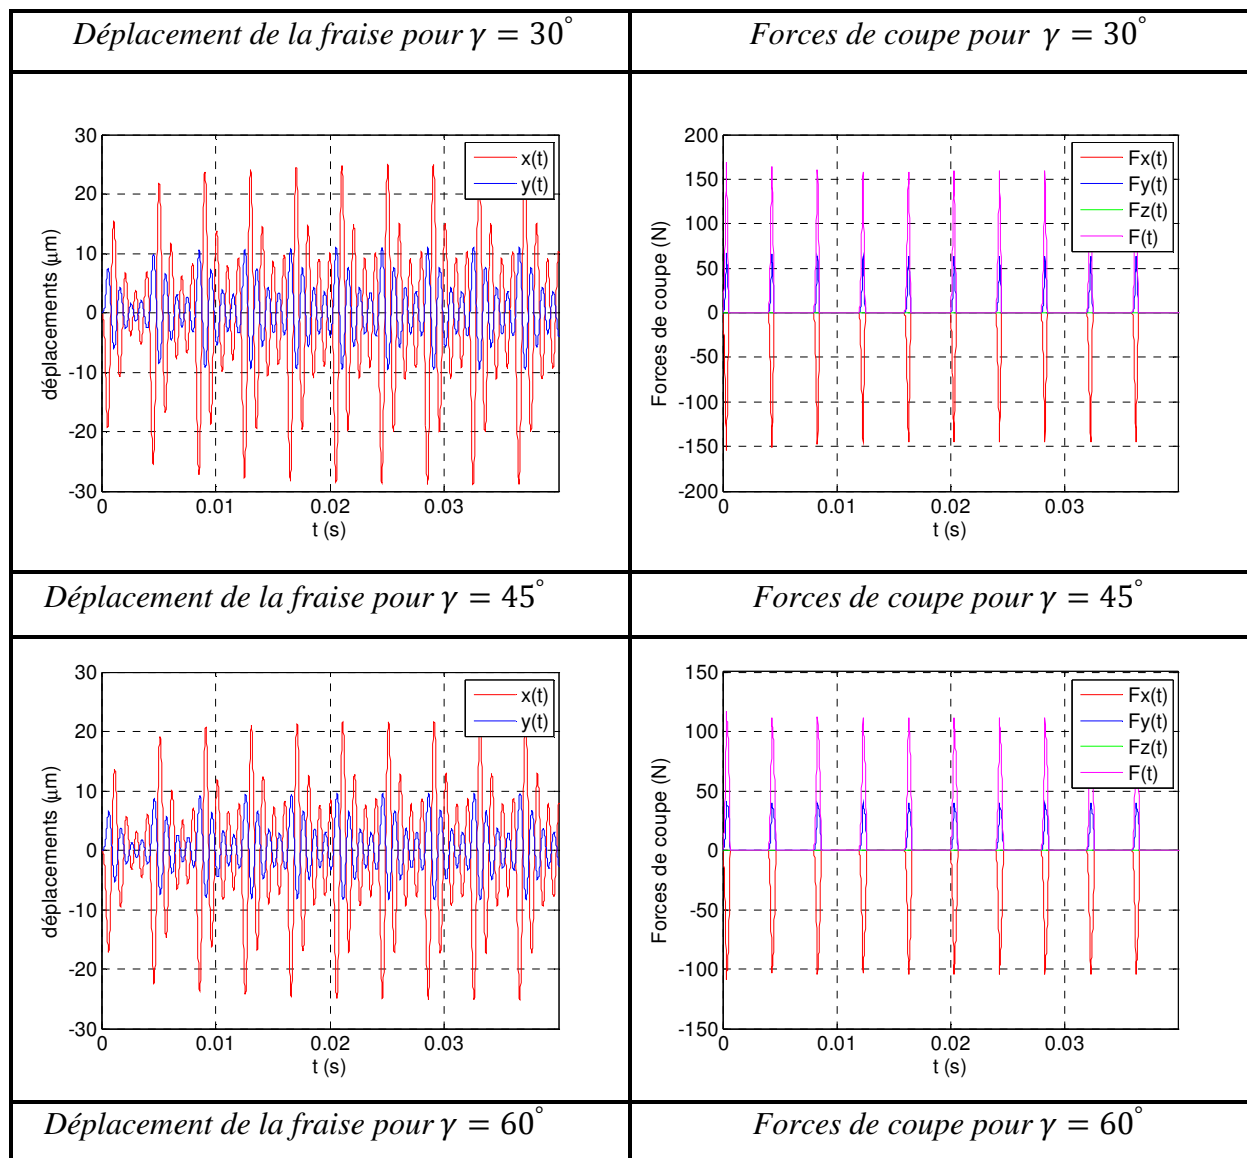 Déplacement de la fraise pour γ = 30°
Forces de coupe pour γ = 30°
30
20
10
0
-10
-20
-30
déplacements (μm)
x(t)
y(t)
0
0.01
0.02
0.03
t (s)
200
150
100
50
0
-50
-100
-150
-200
Forces de coupe (N)
Fx(t)
Fy(t)
Fz(t)
F(t)
0
0.01
0.02
0.03
t (s)
Déplacement de la fraise pour γ = 45°
Forces de coupe pour γ = 45°
30
20
10
0
-10
-20
-30
déplacements (μm)
x(t)
y(t)
0
0.01
0.02
0.03
t (s)
150
100
50
0
-50
-100
-150
Forces de coupe (N)
Fx(t)
Fy(t)
Fz(t)
F(t)
0
0.01
0.02
0.03
t (s)
Déplacement de la fraise pour γ = 60°
Forces de coupe pour γ = 60°